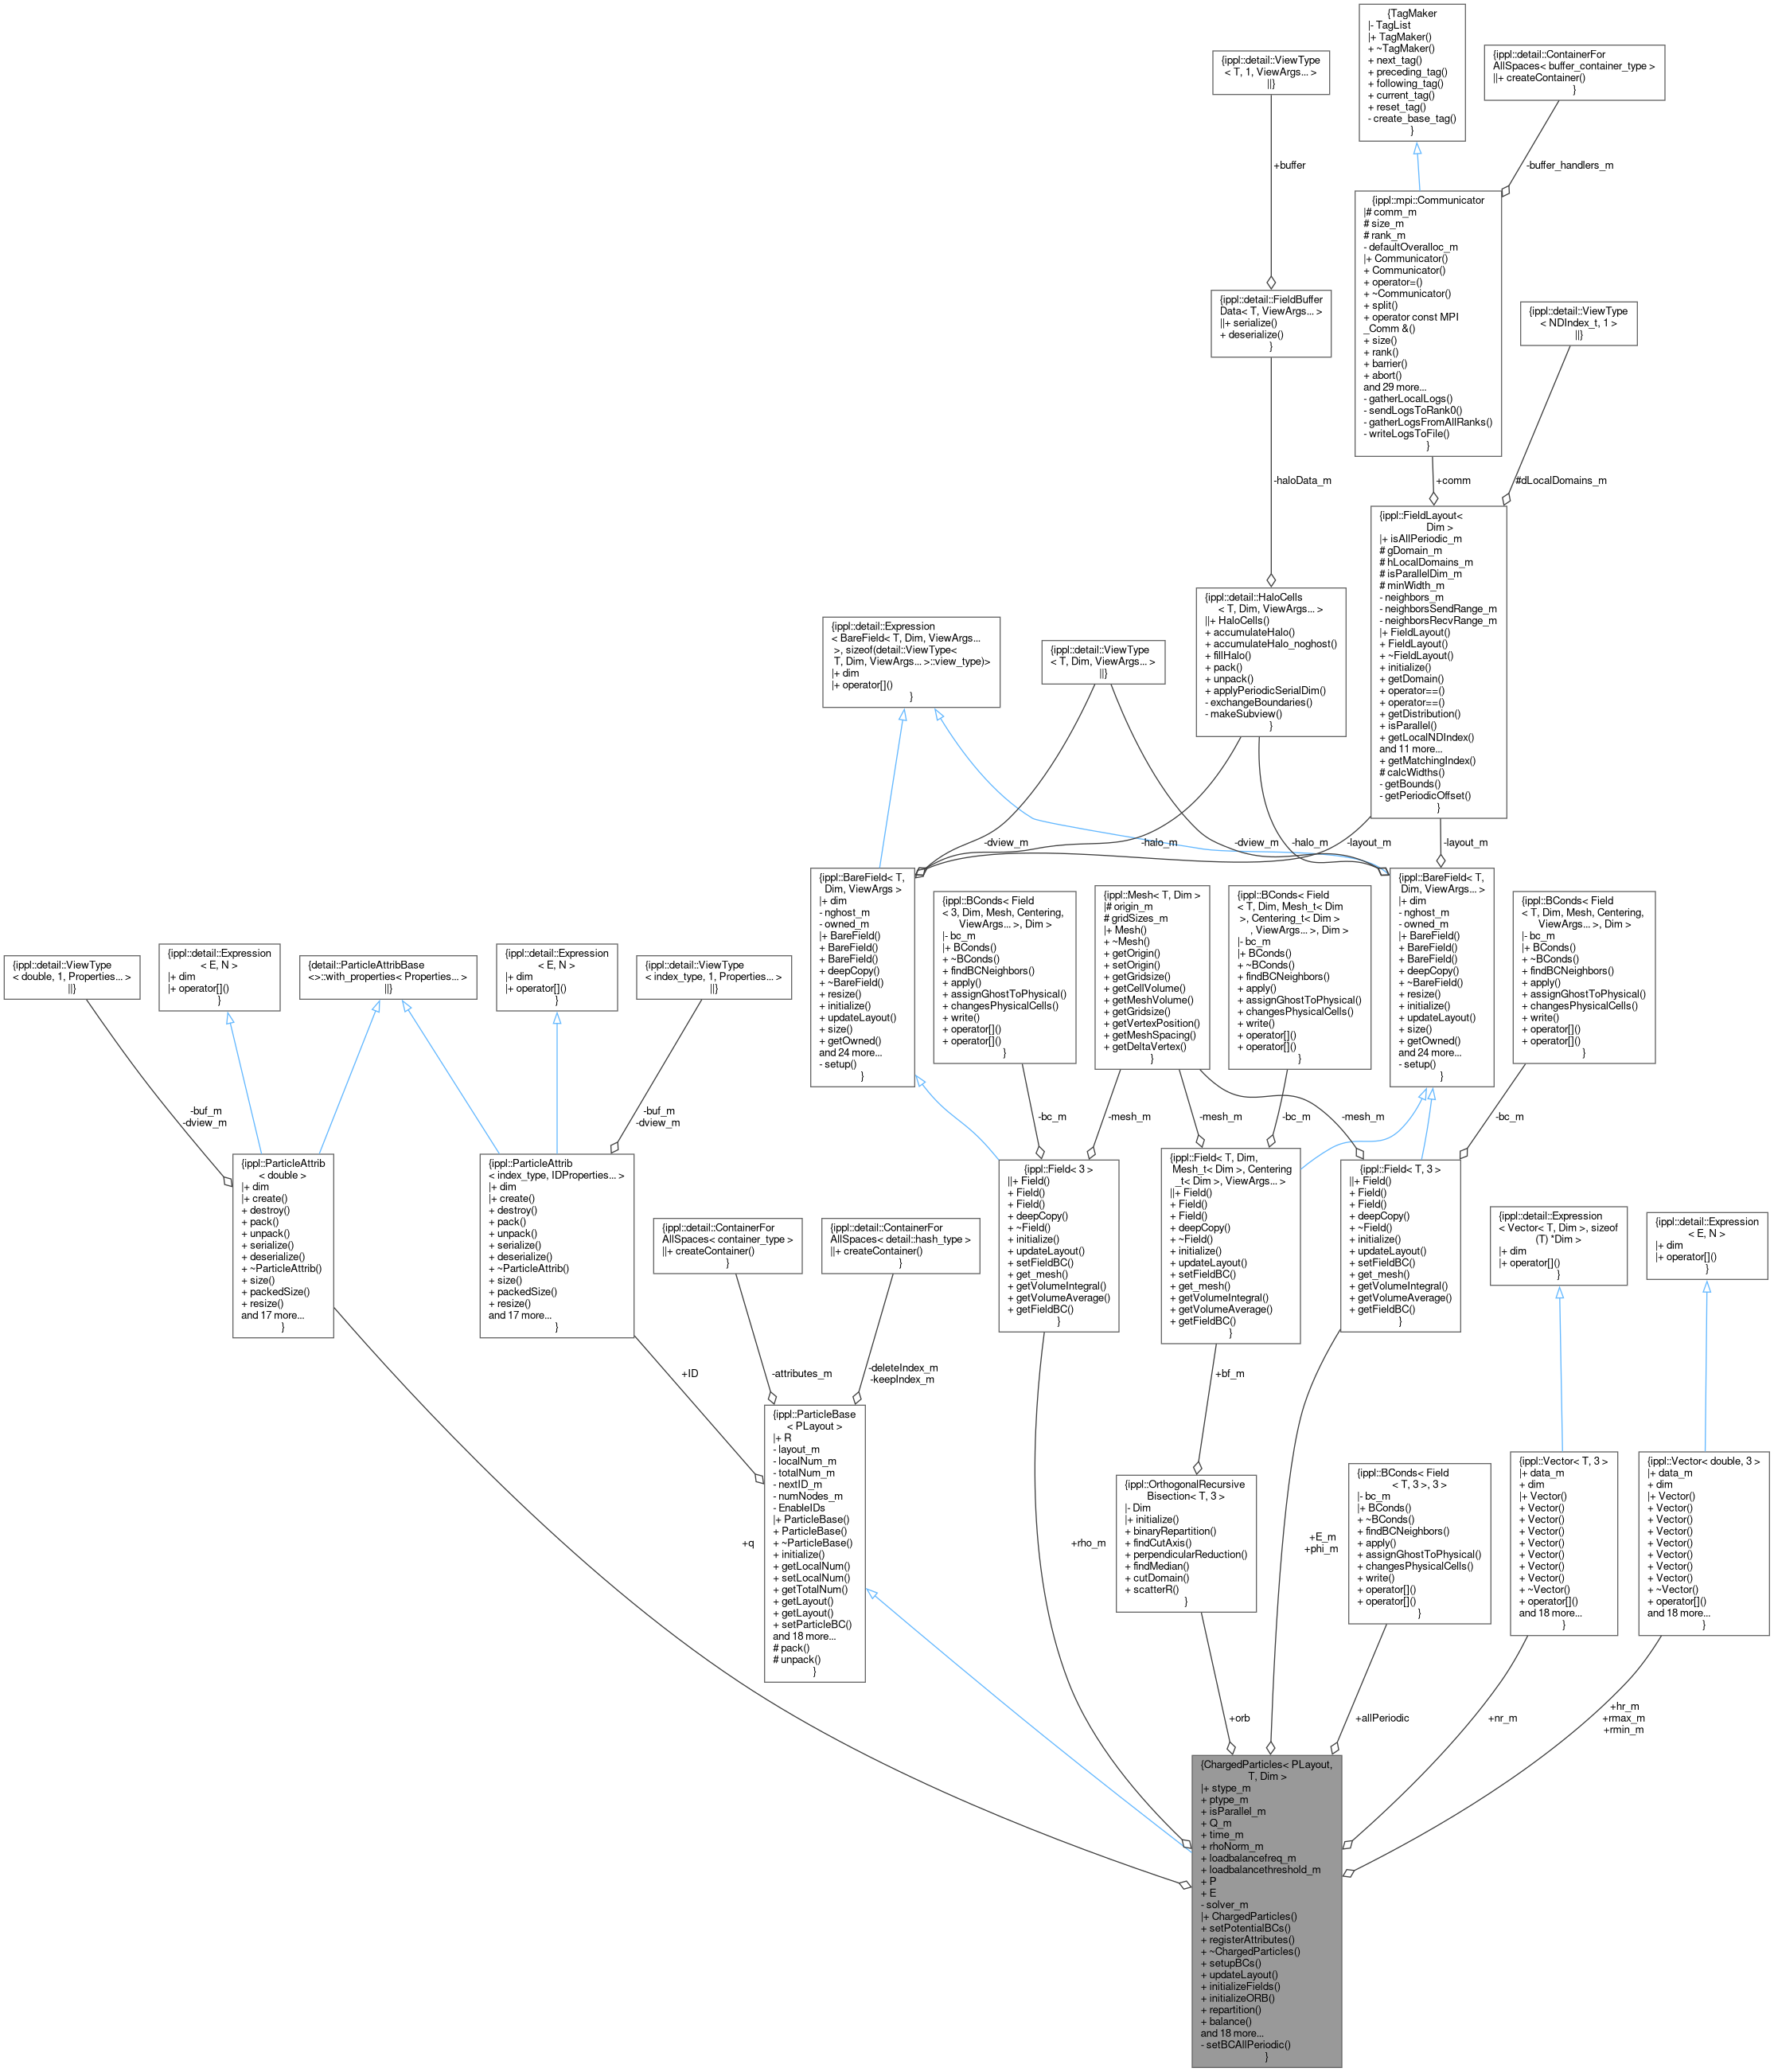 {TagMaker
|- TagList
|+ TagMaker()
+ ~TagMaker()
+ next_tag()
+ preceding_tag()
+ following_tag()
+ current_tag()
+ reset_tag()
- create_base_tag()
}
{ippl::detail::ViewType
< T, 1, ViewArgs... >
||}
{ippl::detail::ContainerFor
AllSpaces< buffer_container_type >
||+ createContainer()
}
+buffer
-buffer_handlers_m
{ippl::mpi::Communicator
|# comm_m
# size_m
# rank_m
- defaultOveralloc_m
|+ Communicator()
+ Communicator()
+ operator=()
+ ~Communicator()
+ split()
+ operator const MPI
_Comm &()
+ size()
+ rank()
+ barrier()
+ abort()
and 29 more...
- gatherLocalLogs()
- sendLogsToRank0()
- gatherLogsFromAllRanks()
- writeLogsToFile()
}
{ippl::detail::FieldBuffer
Data< T, ViewArgs... >
||+ serialize()
+ deserialize()
}
{ippl::detail::ViewType
< NDIndex_t, 1 >
||}
-haloData_m
+comm
#dLocalDomains_m
{ippl::FieldLayout<
Dim >
|+ isAllPeriodic_m
# gDomain_m
# hLocalDomains_m
# isParallelDim_m
# minWidth_m
- neighbors_m
- neighborsSendRange_m
- neighborsRecvRange_m
|+ FieldLayout()
+ FieldLayout()
+ ~FieldLayout()
+ initialize()
+ getDomain()
+ operator==()
+ operator==()
+ getDistribution()
+ isParallel()
+ getLocalNDIndex()
and 11 more...
+ getMatchingIndex()
# calcWidths()
- getBounds()
- getPeriodicOffset()
}
{ippl::detail::HaloCells
< T, Dim, ViewArgs... >
||+ HaloCells()
+ accumulateHalo()
+ accumulateHalo_noghost()
+ fillHalo()
+ pack()
+ unpack()
+ applyPeriodicSerialDim()
- exchangeBoundaries()
- makeSubview()
}
{ippl::detail::Expression
< BareField< T, Dim, ViewArgs...
>, sizeof(detail::ViewType<
T, Dim, ViewArgs... >::view_type)>
|+ dim
|+ operator[]()
}
{ippl::detail::ViewType
< T, Dim, ViewArgs... >
||}
-dview_m
-halo_m
-dview_m
-halo_m
-layout_m
-layout_m
{ippl::BareField< T,
Dim, ViewArgs >
|+ dim
- nghost_m
- owned_m
|+ BareField()
+ BareField()
+ BareField()
+ deepCopy()
+ ~BareField()
+ resize()
+ initialize()
+ updateLayout()
+ size()
+ getOwned()
and 24 more...
- setup()
}
{ippl::BConds< Field
< 3, Dim, Mesh, Centering,
ViewArgs... >, Dim >
|- bc_m
|+ BConds()
+ ~BConds()
+ findBCNeighbors()
+ apply()
+ assignGhostToPhysical()
+ changesPhysicalCells()
+ write()
+ operator[]()
+ operator[]()
}
{ippl::Mesh< T, Dim >
|# origin_m
# gridSizes_m
|+ Mesh()
+ ~Mesh()
+ getOrigin()
+ setOrigin()
+ getGridsize()
+ getCellVolume()
+ getMeshVolume()
+ getGridsize()
+ getVertexPosition()
+ getMeshSpacing()
+ getDeltaVertex()
}
{ippl::BConds< Field
< T, Dim, Mesh_t< Dim
>, Centering_t< Dim >
, ViewArgs... >, Dim >
|- bc_m
|+ BConds()
+ ~BConds()
+ findBCNeighbors()
+ apply()
+ assignGhostToPhysical()
+ changesPhysicalCells()
+ write()
+ operator[]()
+ operator[]()
}
{ippl::BareField< T,
Dim, ViewArgs... >
|+ dim
- nghost_m
- owned_m
|+ BareField()
+ BareField()
+ BareField()
+ deepCopy()
+ ~BareField()
+ resize()
+ initialize()
+ updateLayout()
+ size()
+ getOwned()
and 24 more...
- setup()
}
{ippl::BConds< Field
< T, Dim, Mesh, Centering,
ViewArgs... >, Dim >
|- bc_m
|+ BConds()
+ ~BConds()
+ findBCNeighbors()
+ apply()
+ assignGhostToPhysical()
+ changesPhysicalCells()
+ write()
+ operator[]()
+ operator[]()
}
{ippl::detail::ViewType
< double, 1, Properties... >
||}
{ippl::detail::Expression
< E, N >
|+ dim
|+ operator[]()
}
{detail::ParticleAttribBase
<>::with_properties< Properties... >
||}
{ippl::detail::Expression
< E, N >
|+ dim
|+ operator[]()
}
{ippl::detail::ViewType
< index_type, 1, Properties... >
||}
-buf_m
-dview_m
-buf_m
-dview_m
-bc_m
-mesh_m
-mesh_m
-bc_m
-mesh_m
-bc_m
{ippl::ParticleAttrib
< double >
|+ dim
|+ create()
+ destroy()
+ pack()
+ unpack()
+ serialize()
+ deserialize()
+ ~ParticleAttrib()
+ size()
+ packedSize()
+ resize()
and 17 more...
}
{ippl::ParticleAttrib
< index_type, IDProperties... >
|+ dim
|+ create()
+ destroy()
+ pack()
+ unpack()
+ serialize()
+ deserialize()
+ ~ParticleAttrib()
+ size()
+ packedSize()
+ resize()
and 17 more...
}
{ippl::detail::ContainerFor
AllSpaces< container_type >
||+ createContainer()
}
{ippl::detail::ContainerFor
AllSpaces< detail::hash_type >
||+ createContainer()
}
{ippl::Field< 3 >
||+ Field()
+ Field()
+ Field()
+ deepCopy()
+ ~Field()
+ initialize()
+ updateLayout()
+ setFieldBC()
+ get_mesh()
+ getVolumeIntegral()
+ getVolumeAverage()
+ getFieldBC()
}
{ippl::Field< T, Dim,
Mesh_t< Dim >, Centering
_t< Dim >, ViewArgs... >
||+ Field()
+ Field()
+ Field()
+ deepCopy()
+ ~Field()
+ initialize()
+ updateLayout()
+ setFieldBC()
+ get_mesh()
+ getVolumeIntegral()
+ getVolumeAverage()
+ getFieldBC()
}
{ippl::Field< T, 3 >
||+ Field()
+ Field()
+ Field()
+ deepCopy()
+ ~Field()
+ initialize()
+ updateLayout()
+ setFieldBC()
+ get_mesh()
+ getVolumeIntegral()
+ getVolumeAverage()
+ getFieldBC()
}
{ippl::detail::Expression
< Vector< T, Dim >, sizeof
(T) *Dim >
|+ dim
|+ operator[]()
}
{ippl::detail::Expression
< E, N >
|+ dim
|+ operator[]()
}
+ID
-attributes_m
-deleteIndex_m
-keepIndex_m
+bf_m
{ippl::ParticleBase
< PLayout >
|+ R
- layout_m
- localNum_m
- totalNum_m
- nextID_m
- numNodes_m
- EnableIDs
|+ ParticleBase()
+ ParticleBase()
+ ~ParticleBase()
+ initialize()
+ getLocalNum()
+ setLocalNum()
+ getTotalNum()
+ getLayout()
+ getLayout()
+ setParticleBC()
and 18 more...
# pack()
# unpack()
}
{ippl::OrthogonalRecursive
Bisection< T, 3 >
|- Dim
|+ initialize()
+ binaryRepartition()
+ findCutAxis()
+ perpendicularReduction()
+ findMedian()
+ cutDomain()
+ scatterR()
}
{ippl::BConds< Field
< T, 3 >, 3 >
|- bc_m
|+ BConds()
+ ~BConds()
+ findBCNeighbors()
+ apply()
+ assignGhostToPhysical()
+ changesPhysicalCells()
+ write()
+ operator[]()
+ operator[]()
}
{ippl::Vector< T, 3 >
|+ data_m
+ dim
|+ Vector()
+ Vector()
+ Vector()
+ Vector()
+ Vector()
+ Vector()
+ Vector()
+ Vector()
+ ~Vector()
+ operator[]()
and 18 more...
}
{ippl::Vector< double, 3 >
|+ data_m
+ dim
|+ Vector()
+ Vector()
+ Vector()
+ Vector()
+ Vector()
+ Vector()
+ Vector()
+ Vector()
+ ~Vector()
+ operator[]()
and 18 more...
}
+q
+rho_m
+E_m
+phi_m
+orb
+allPeriodic
+nr_m
+hr_m
+rmax_m
+rmin_m
{ChargedParticles< PLayout,
T, Dim >
|+ stype_m
+ ptype_m
+ isParallel_m
+ Q_m
+ time_m
+ rhoNorm_m
+ loadbalancefreq_m
+ loadbalancethreshold_m
+ P
+ E
- solver_m
|+ ChargedParticles()
+ setPotentialBCs()
+ registerAttributes()
+ ~ChargedParticles()
+ setupBCs()
+ updateLayout()
+ initializeFields()
+ initializeORB()
+ repartition()
+ balance()
and 18 more...
- setBCAllPeriodic()
}